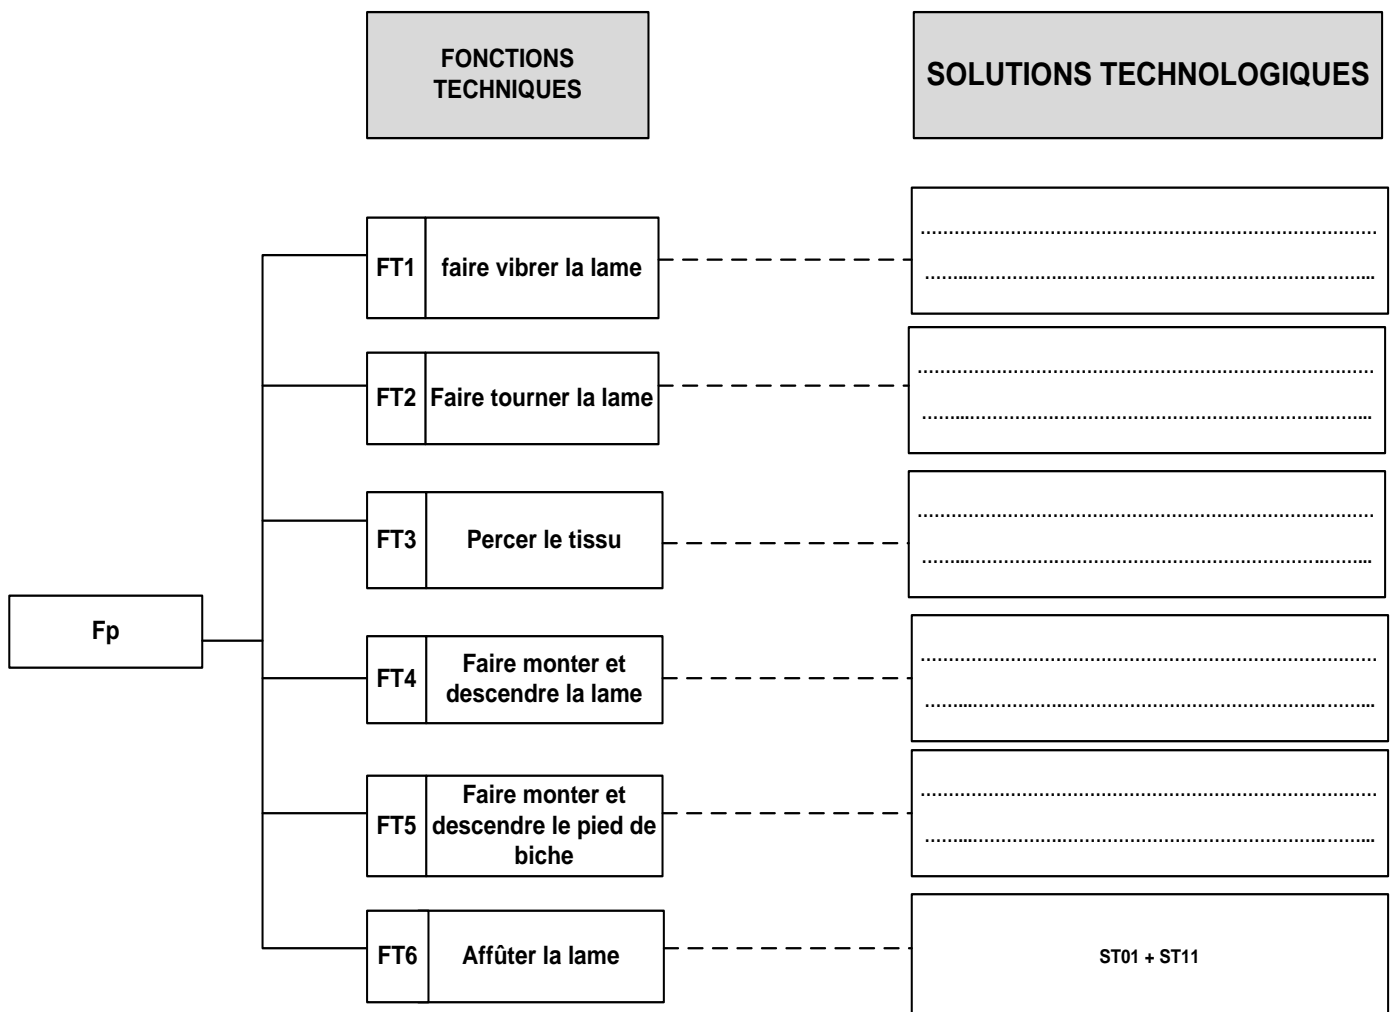 FONCTIONS
TECHNIQUES
SOLUTIONS TECHNOLOGIQUES
FT1
faire vibrer la lame
FT2
Faire tourner la lame
FT3
Percer le tissu
Fp
FT4
Faire monter et
descendre la lame
FT5
Faire monter et
descendre le pied de
biche
FT6
Affûter la lame
ST01 + ST11